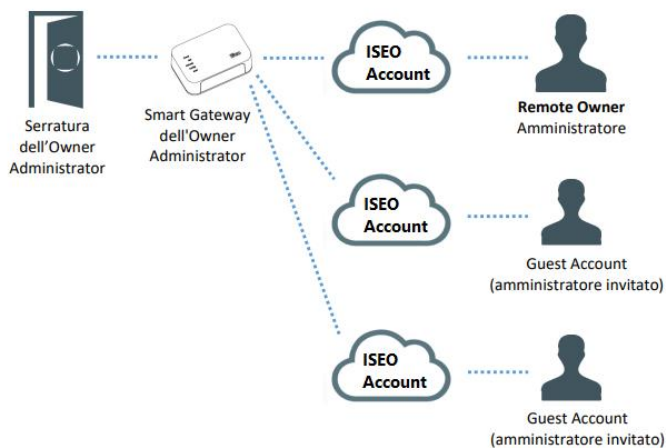 ISEO
Account
Serratura
dell'Owner
Administrator
Smart Gateway
dell'Owner
Administrator
Remote Owner
Amministratore
ISEO
Account
Guest Account
(amministratore invitato)
ISEO
Account
Guest Account
(amministratore invitato)